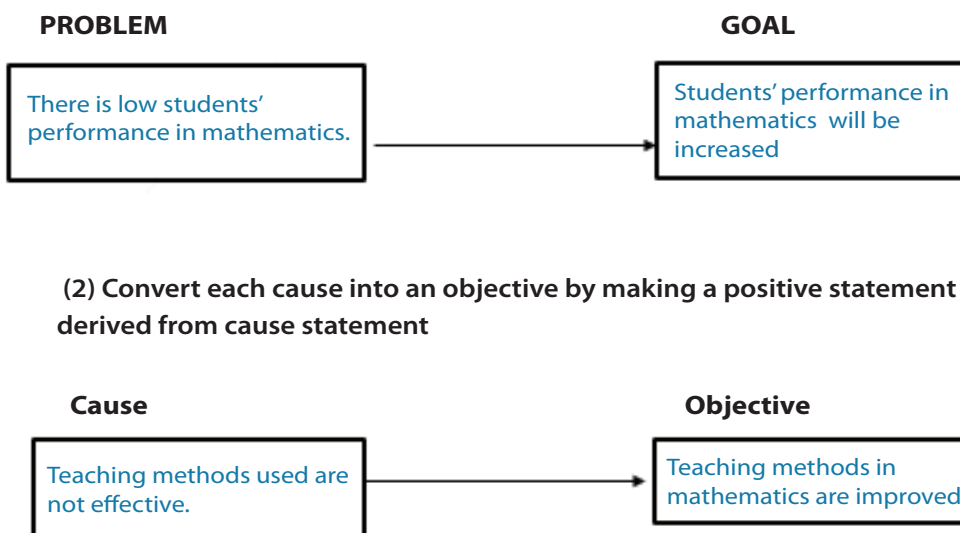 PROBLEM
GOAL
There is low students’
performance in mathematics.
Students’ performance in
mathematics will be
increased
(2) Convert each cause into an objective by making a positive statement
derived from cause statement
Cause
Objective
Teaching methods used are
not effective.
Teaching methods in
mathematics are improved